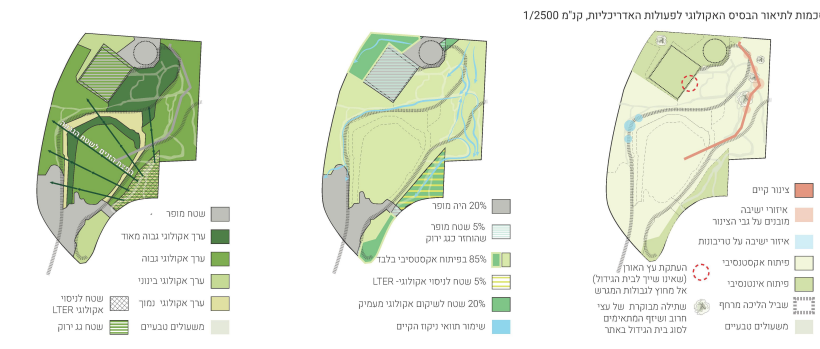 סכמות לתיאור הבסיס האקולוגי לפעולות האדריכליות, קנ"מ 1/2500
צינור קיים
איזורי ישיבה
מובנים על גבי הצינור
איזור ישיבה על טריבונות
פיתוח אקסטנסיבי
פיתוח אינטנסיבי
שביל הליכה מרחף
משעולים טבעיים
העתקת עץ האורן
(שאינו שייך לבית הגידול)
אל מחוץ לגבולות המגרש
שתילה מבוקרת של עצי
חרוב ושיזף המתאימים
לסוג בית הגידול באתר
20% היה מופר
5% שטח מופר
שהוחזר כגג ירוק
85% בפיתוח אקסטסיבי בלבד
5% שטח לניסוי אקולוגי- LTER
20% שטח לשיקום אקולוגי מעמיק
שימור תוואי ניקוז הקיים
שטח מופר
ערך אקולוגי גבוה מאוד
ערך אקולוגי גבוה
ערך אקולוגי בינוני
ערך אקולוגי נמוך
משעולים טבעיים
שטח לניסוי
אקולוגי LTER
שטח גג ירוק